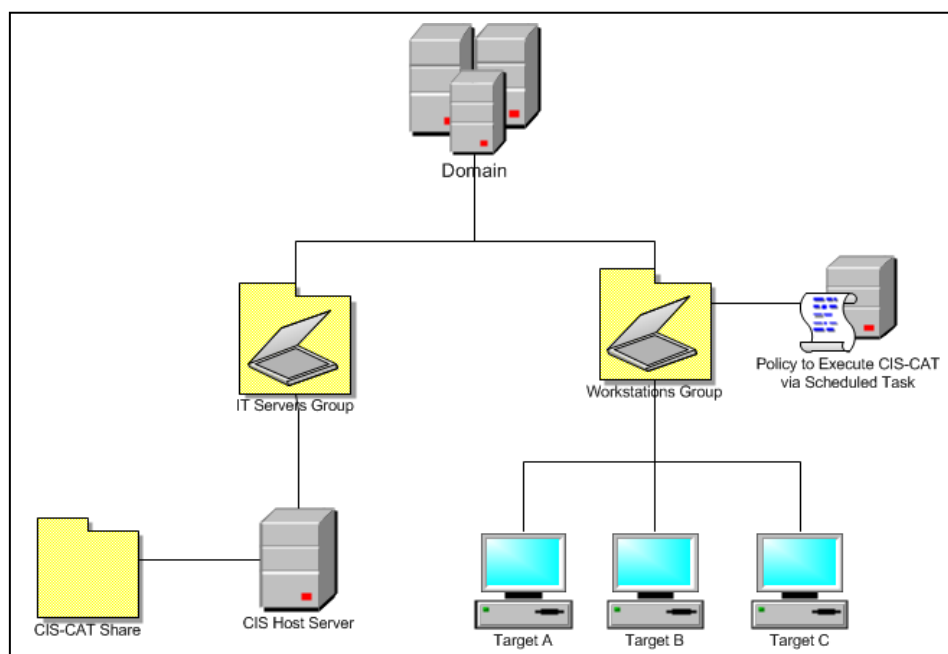 Domain
IT Servers Group
Workstations Group
Policy to Execute CIS-CAT
via Scheduled Task
CIS-CAT Share
CIS Host Server
Target A
Target B
Target C